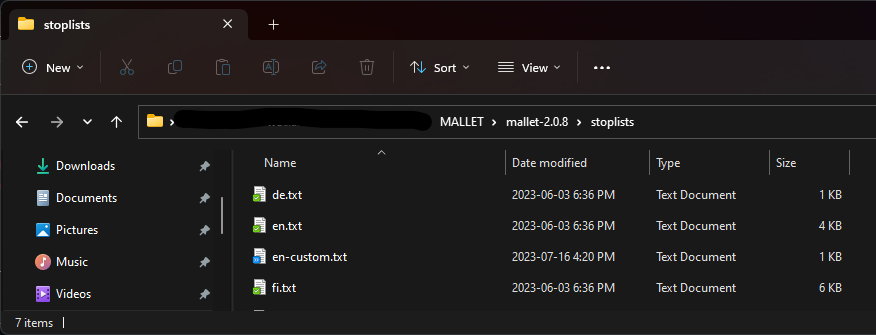 stoplists
New
Sort
View
MALLET > mallet-2.0.8 > stoplists
Downloads
Documents
Pictures
Music
Videos
Name Date modified Type Size
de.txt 2023-06-03 6:36 PM Text Document 1 KB
en.txt 2023-06-03 6:36 PM Text Document 4 KB
en-custom.txt 2023-07-16 4:20 PM Text Document 1 KB
fi.txt 2023-06-03 6:36 PM Text Document 6 KB
7 items